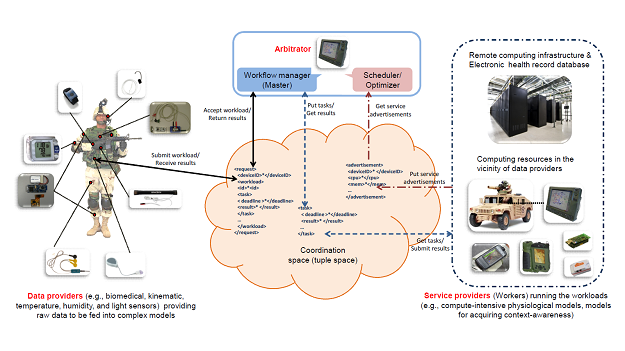 Arbitrator
Workflow manager
(Master)
Scheduler/
Optimizer
Remote computing infrastructure &
Electronic health record database
Accept workload/
Return results
Put tasks/
Get results
Get service
advertisements
Submit workload/
Receive results
<request>
<deviceID>*</deviceID>
<workload>
<id>*<id>
<task>
< deadline>*</deadline>
<result>* </result>
</task>
...
</workload>
</request>
<task>
< deadline>*</deadline>
<result>* </result>
...
</task>
<advertisement>
<deviceID>* </deviceID>
<cpu>*</cpu>
<mem>*</mem>
...
</advertisement>
Put service
advertisements
Computing resources in the
vicinity of data providers
Get tasks/
Submit results
Coordination
space (tuple space)
Data providers (e.g., biomedical, kinematic,
temperature, humidity, and light sensors) providing
raw data to be fed into complex models
Service providers (Workers) running the workloads
(e.g., compute-intensive physiological models, models
for acquiring context-awareness)